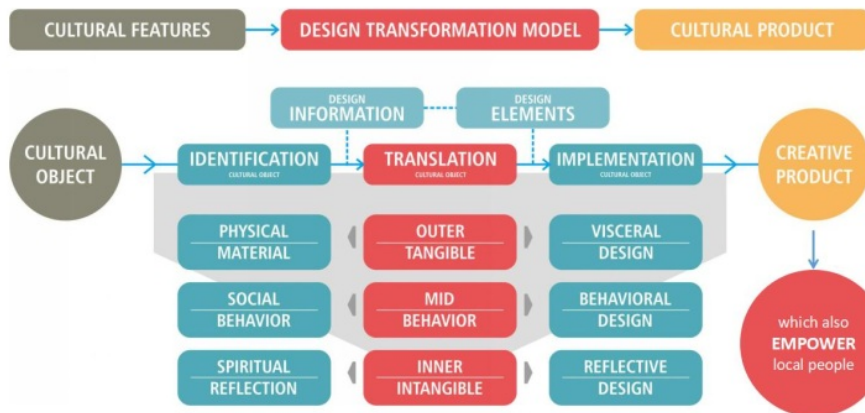 CULTURAL FEATURES
DESIGN TRANSFORMATION MODEL
CULTURAL PRODUCT
DESIGN
INFORMATION
DESIGN
ELEMENTS
CULTURAL
OBJECT
IDENTIFICATION
CULTURAL OBJECT
TRANSLATION
CULTURAL OBJECT
IMPLEMENTATION
CULTURAL OBJECT
CREATIVE
PRODUCT
PHYSICAL
MATERIAL
OUTER
TANGIBLE
VISCERAL
DESIGN
SOCIAL
BEHAVIOR
MID
BEHAVIOR
BEHAVIORAL
DESIGN
SPIRITUAL
REFLECTION
INNER
INTANGIBLE
REFLECTIVE
DESIGN
which also
EMPOWER
local people